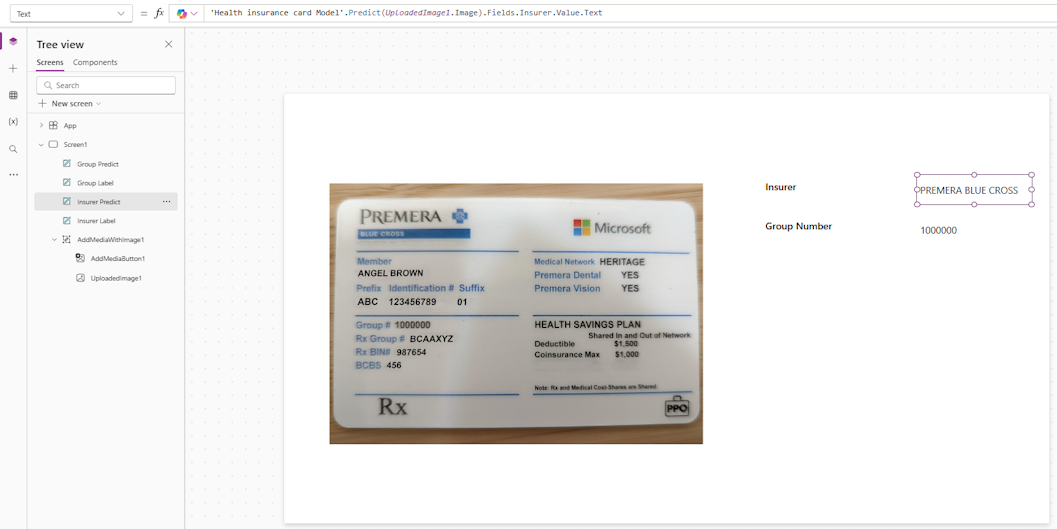 Text = fx 'Health insurance card Model'.Predict(UploadedImage1.Image).Fields.Insurer.Value.Text
Tree view
Screens Components
Search
New screen
App
Screen1
Group Predict
Group Label
Insurer Predict ...
Insurer Label
AddMediaWithImage1
AddMediaButton1
UploadedImage1
PREMERA
BLUE CROSS
Microsoft
Member
ANGEL BROWN
Prefix Identification # Suffix
ABC 123456789 01
Group # 1000000
Rx Group # BCAAXYZ
Rx BIN# 987654
BCBS 456
Rx
Medical Network HERITAGE
Premera Dental YES
Premera Vision YES
HEALTH SAVINGS PLAN
Shared In and Out of Network
Deductible $1,500
Coinsurance Max $1,000
Note: Rx and Medical Cost-Shares are Shared.
PPO
Insurer PREMERA BLUE CROSS
Group Number 1000000